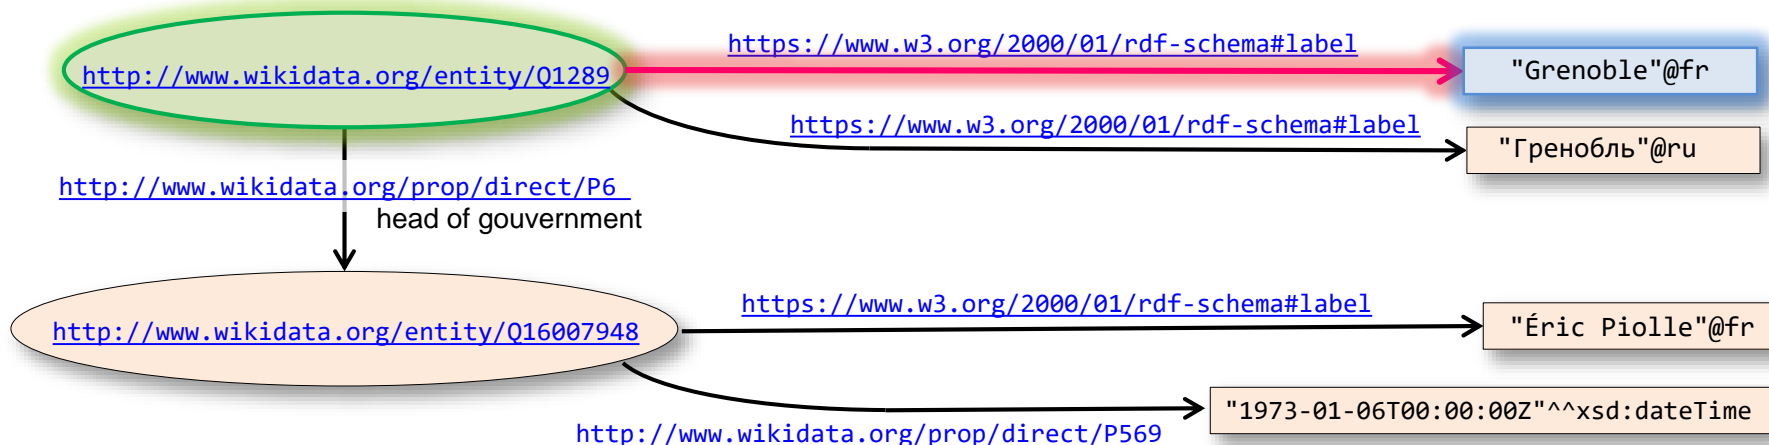 https://www.w3.org/2000/01/rdf-schema#label
http://www.wikidata.org/entity/Q1289
"Grenoble"@fr
https://www.w3.org/2000/01/rdf-schema#label
"Гренобль"@ru
http://www.wikidata.org/prop/direct/P6
head of gouvernment
https://www.w3.org/2000/01/rdf-schema#label
http://www.wikidata.org/entity/Q16007948
"Éric Piolle"@fr
"1973-01-06T00:00:00Z"^^xsd:dateTime
http://www.wikidata.org/prop/direct/P569